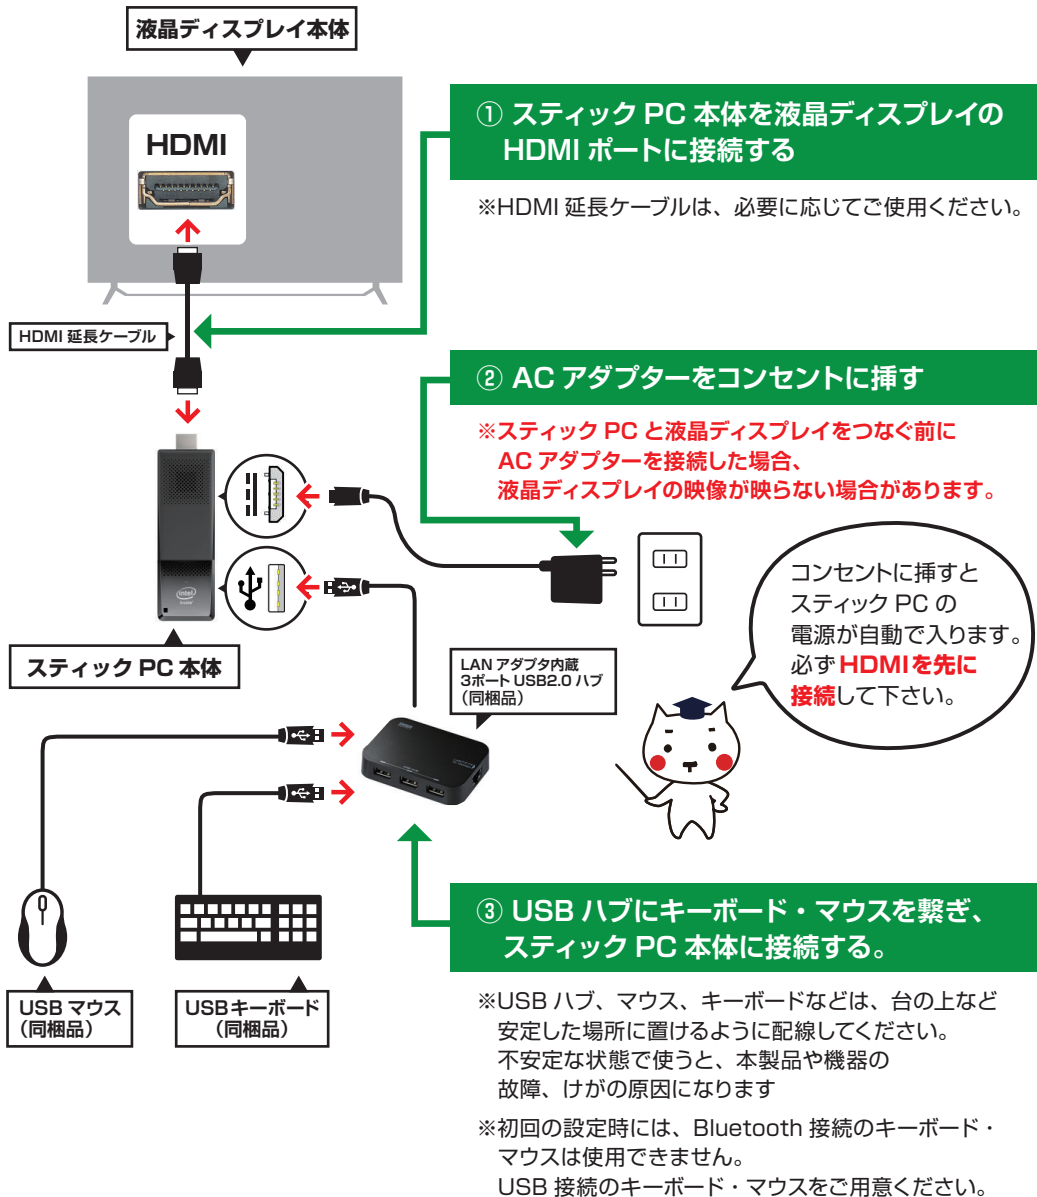 液晶ディスプレイ本体
HDMI
① スティック PC 本体を液晶ディスプレイの
HDMI ポートに接続する
※HDMI 延長ケーブルは、必要に応じてご使用ください。
HDMI 延長ケーブル
② AC アダプターをコンセントに挿す
※スティック PC と液晶ディスプレイをつなぐ前に
AC アダプターを接続した場合、
液晶ディスプレイの映像が映らない場合があります。
intel
コンセントに挿すと
スティック PC の
電源が自動で入ります。
必ずHDMIを先に
接続して下さい。
スティック PC 本体
LAN アダプタ内蔵
3ポート USB2.0 ハブ
(同梱品)
③ USB ハブにキーボード・マウスを繋ぎ、
スティック PC 本体に接続する。
USB マウス
(同梱品)
USBキーボード
(同梱品)
※USB ハブ、マウス、キーボードなどは、台の上など
安定した場所に置けるように配線してください。
不安定な状態で使うと、本製品や機器の
故障、けがの原因になります
※初回の設定時には、Bluetooth 接続のキーボード・
マウスは使用できません。
USB 接続のキーボード・マウスをご用意ください。